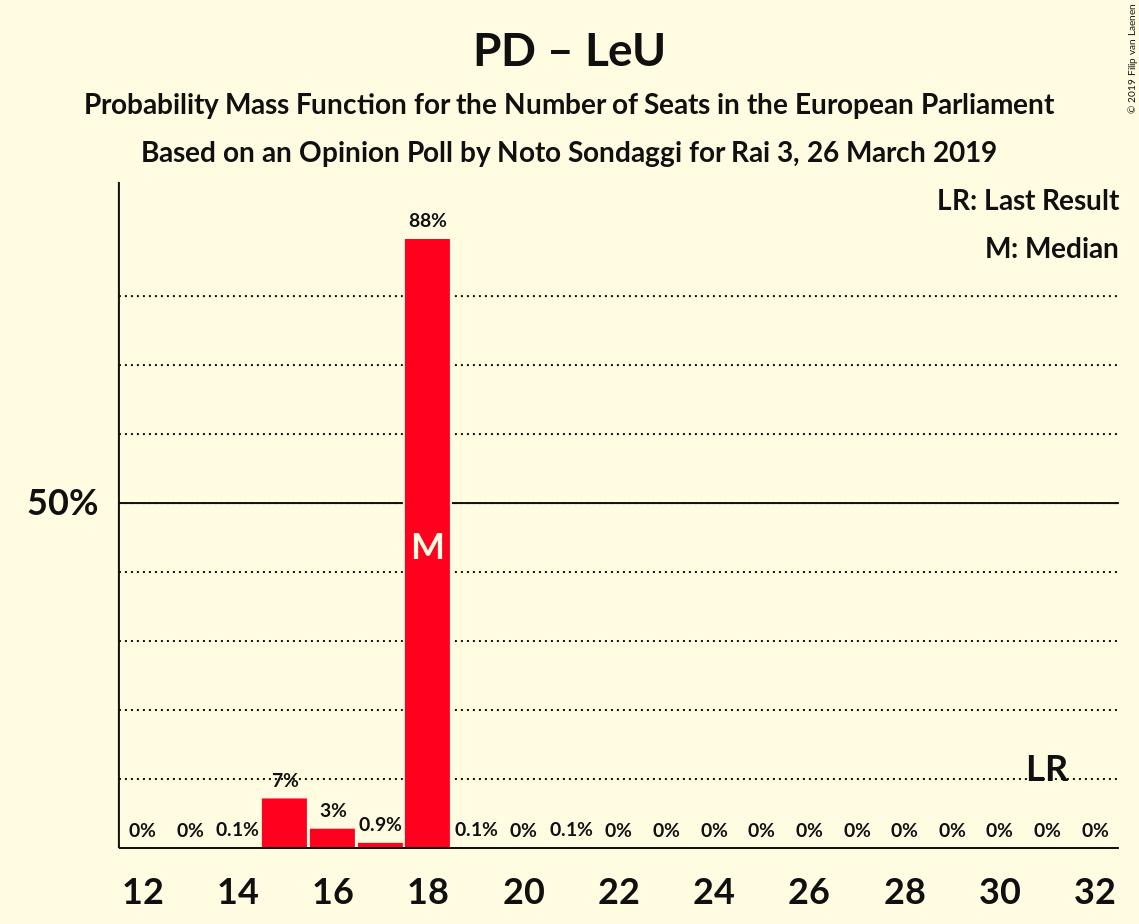 PD – LeU
Probability Mass Function for the Number of Seats in the European Parliament
Based on an Opinion Poll by Noto Sondaggi for Rai 3, 26 March 2019
© 2019 Filip van Laenen
LR: Last Result
M: Median
88%
50%
M
LR
7%
3%
0% 0% 0.1% 0.9% 0.1% 0% 0.1% 0% 0% 0% 0% 0% 0% 0% 0% 0% 0% 0%
12 14 16 18 20 22 24 26 28 30 32